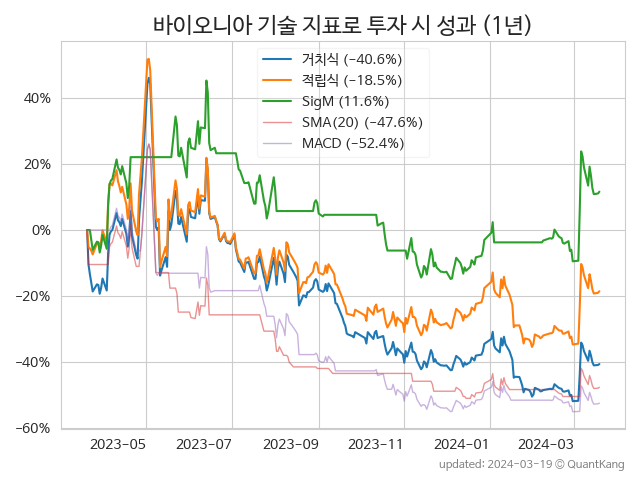 바이오니아 기술 지표로 투자 시 성과 (1년)
거치식 (−40.6%)
적립식 (−18.5%)
SigM (11.6%)
SMA(20) (−47.6%)
MACD (−52.4%)
40%
20%
0%
−20%
−40%
−60%
2023-05 2023-07 2023-09 2023-11 2024-01 2024-03
updated: 2024-03-19 © QuantKang